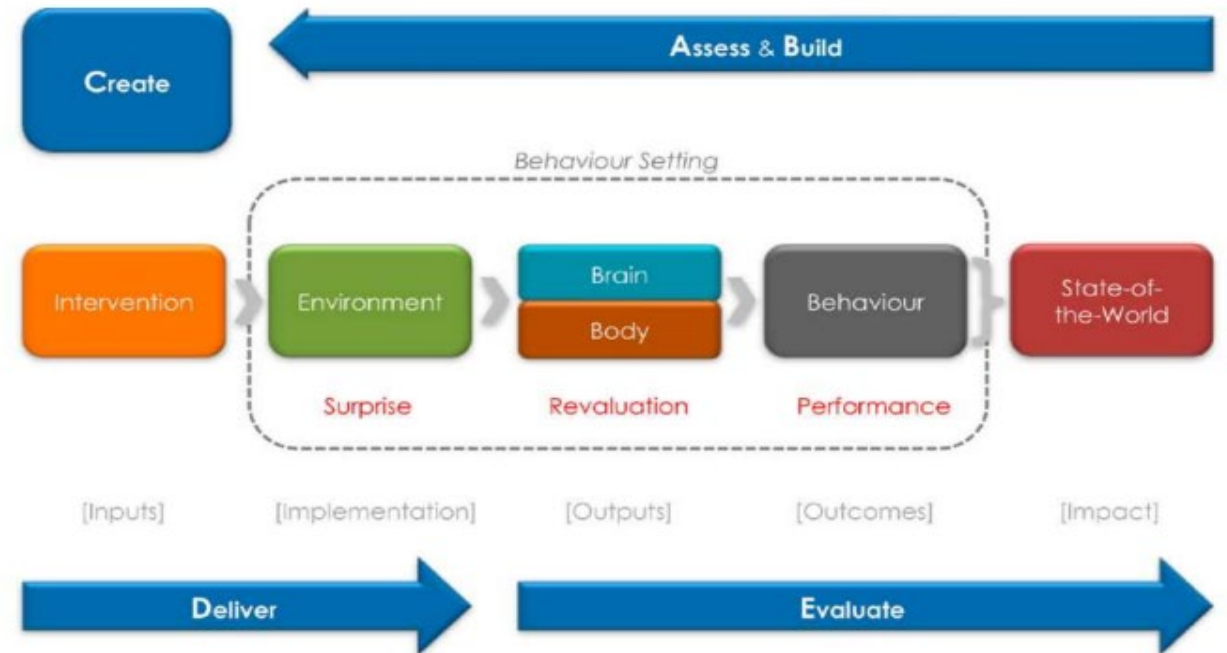 Create
Assess & Build
Behaviour Setting
Intervention
Environment
Brain
Body
Behaviour
State-of-
the-World
Surprise
Revaluation
Performance
[Inputs]
[Implementation]
[Outputs]
[Outcomes]
[Impact]
Deliver
Evaluate